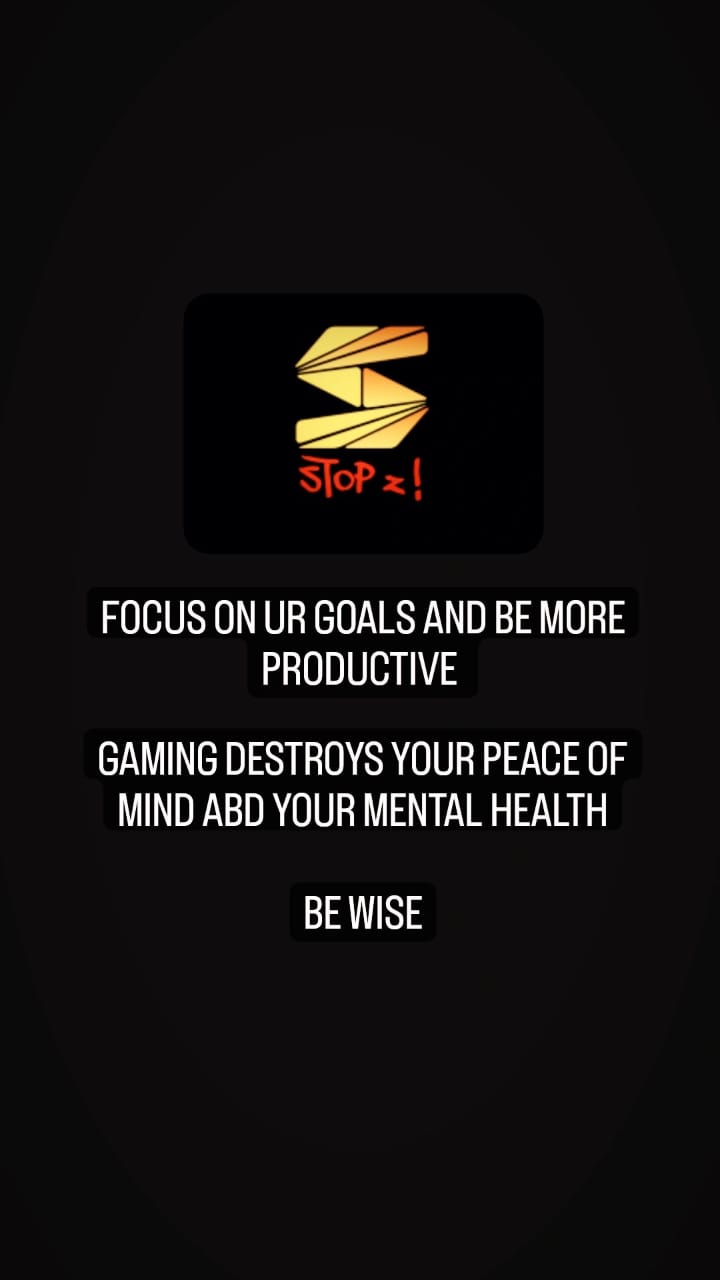 STOP z!
FOCUS ON UR GOALS AND BE MORE
PRODUCTIVE
GAMING DESTROYS YOUR PEACE OF
MIND ABD YOUR MENTAL HEALTH
BE WISE